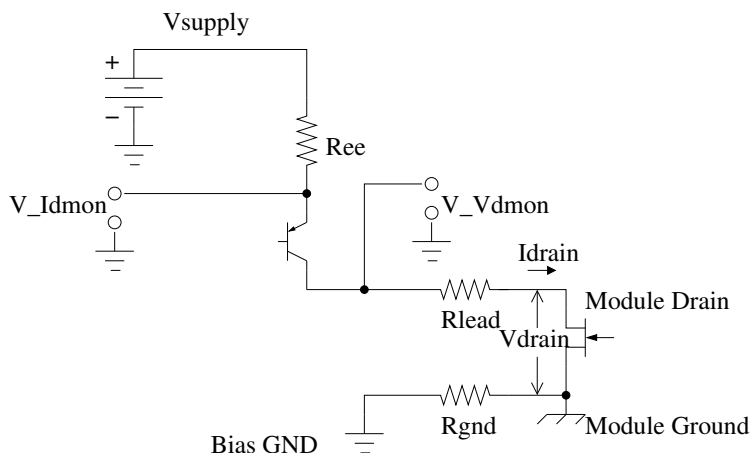 Vsupply
+
−
Ree
V_Idmon
V_Vdmon
Idrain
Module Drain
Rlead
Vdrain
Rgnd
Module Ground
Bias GND